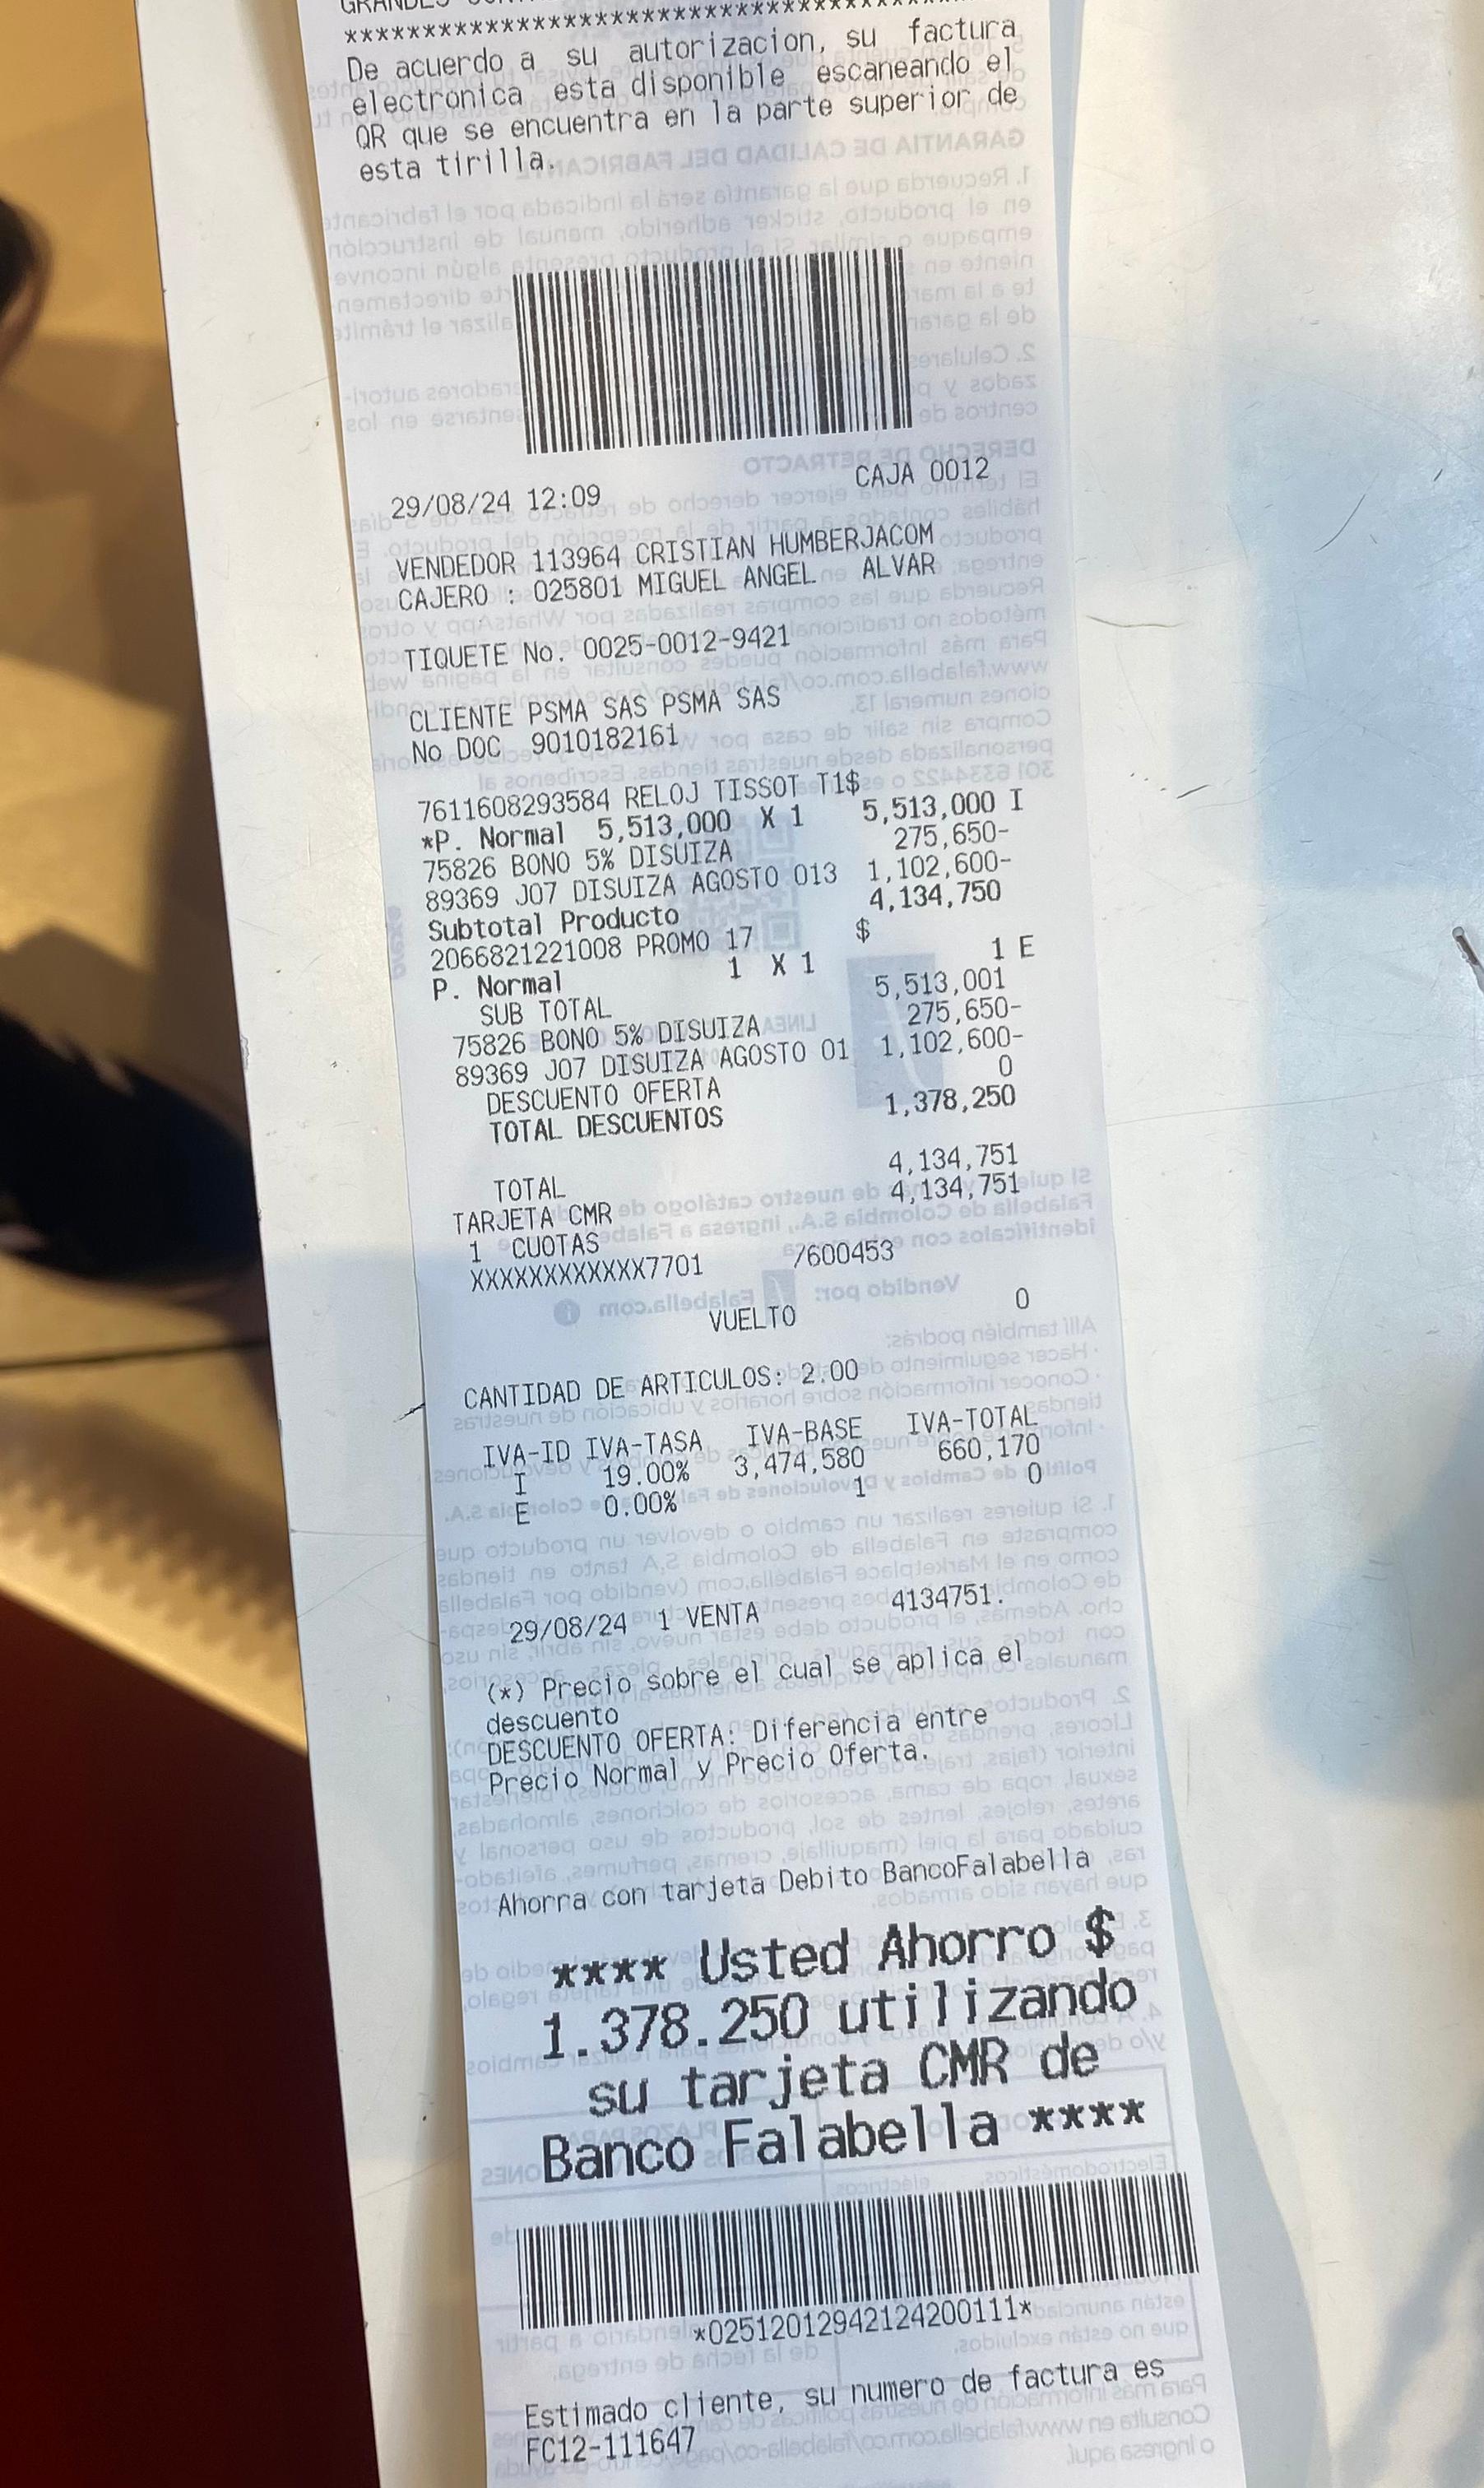 ****************************************
De acuerdo a su autorizacion, su factura
electronica esta disponible escaneando el
QR que se encuentra en la parte superior de
esta tirilla.
29/08/24 12:09 CAJA 0012
VENDEDOR 113964 CRISTIAN HUMBERJACOM
CAJERO : 025801 MIGUEL ANGEL ALVAR
TIQUETE No. 0025-0012-9421
CLIENTE PSMA SAS PSMA SAS
No DOC 9010182161
7611608293584 RELOJ TISSOT T1$
*P. Normal 5,513,000 X 1 5,513,000 I
75826 BONO 5% DISUIZA 275,650-
89369 J07 DISUIZA AGOSTO 013 1,102,600-
Subtotal Producto 4,134,750
2066821221008 PROMO 17 $
P. Normal 1 X 1 1 E
SUB TOTAL 5,513,001
75826 BONO 5% DISUIZA 275,650-
89369 J07 DISUIZA AGOSTO 01 1,102,600-
DESCUENTO OFERTA 0
TOTAL DESCUENTOS 1,378,250
TOTAL 4,134,751
TARJETA CMR 4,134,751
1 CUOTAS
XXXXXXXXXXXX7701 /600453
VUELTO 0
CANTIDAD DE ARTICULOS: 2.00
IVA-ID IVA-TASA IVA-BASE IVA-TOTAL
I 19.00% 3,474,580 660,170
E 0.00% 1 0
29/08/24 1 VENTA 4134751.
(*) Precio sobre el cual se aplica el
descuento
DESCUENTO OFERTA: Diferencia entre
Precio Normal y Precio Oferta.
Ahorra con tarjeta Debito BancoFalabella
**** Usted Ahorro $
1.378.250 utilizando
su tarjeta CMR de
Banco Falabella ****
*02512012942124200111*
Estimado cliente, su numero de factura es
FC12-111647